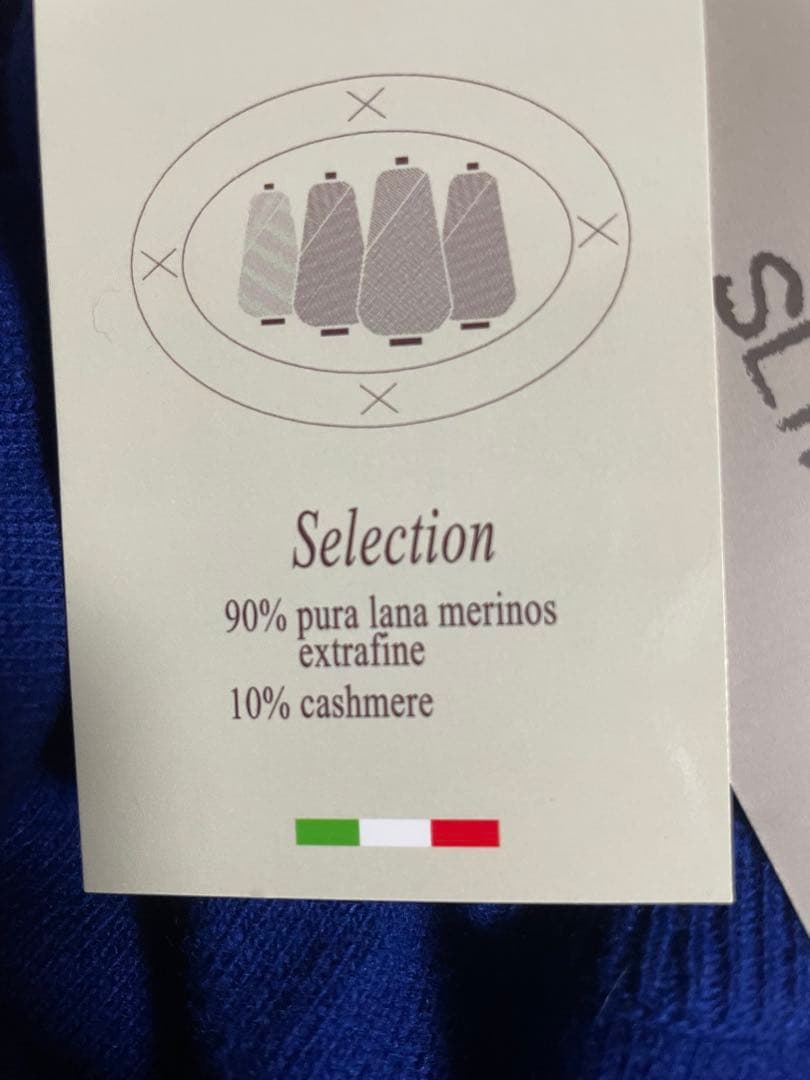 Selection
90% pura lana merinos
extrafine
10% cashmere